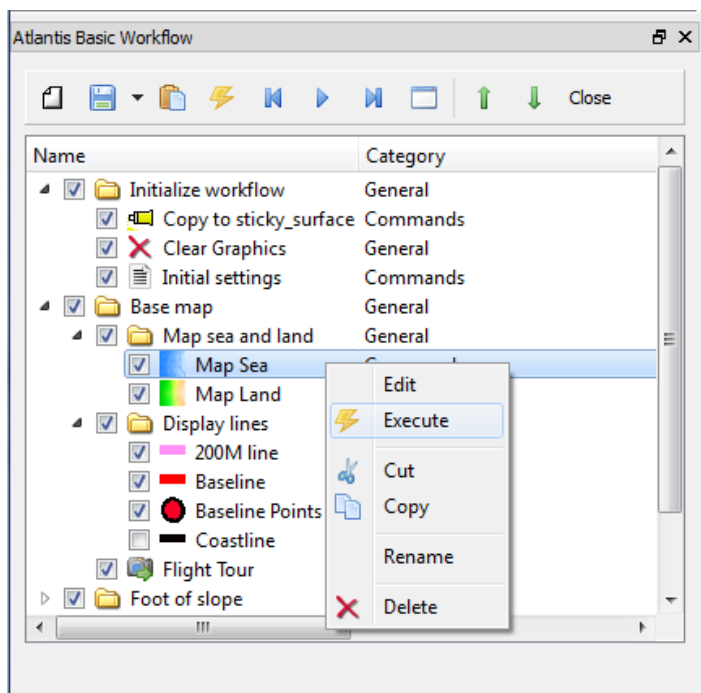 Atlantis Basic Workflow
Close
Name Category
Initialize workflow General
Copy to sticky_surface Commands
Clear Graphics General
Initial settings Commands
Base map General
Map sea and land General
Map Sea
Map Land
Display lines
200M line
Baseline
Baseline Points
Coastline
Flight Tour
Foot of slope
Edit
Execute
Cut
Copy
Rename
Delete